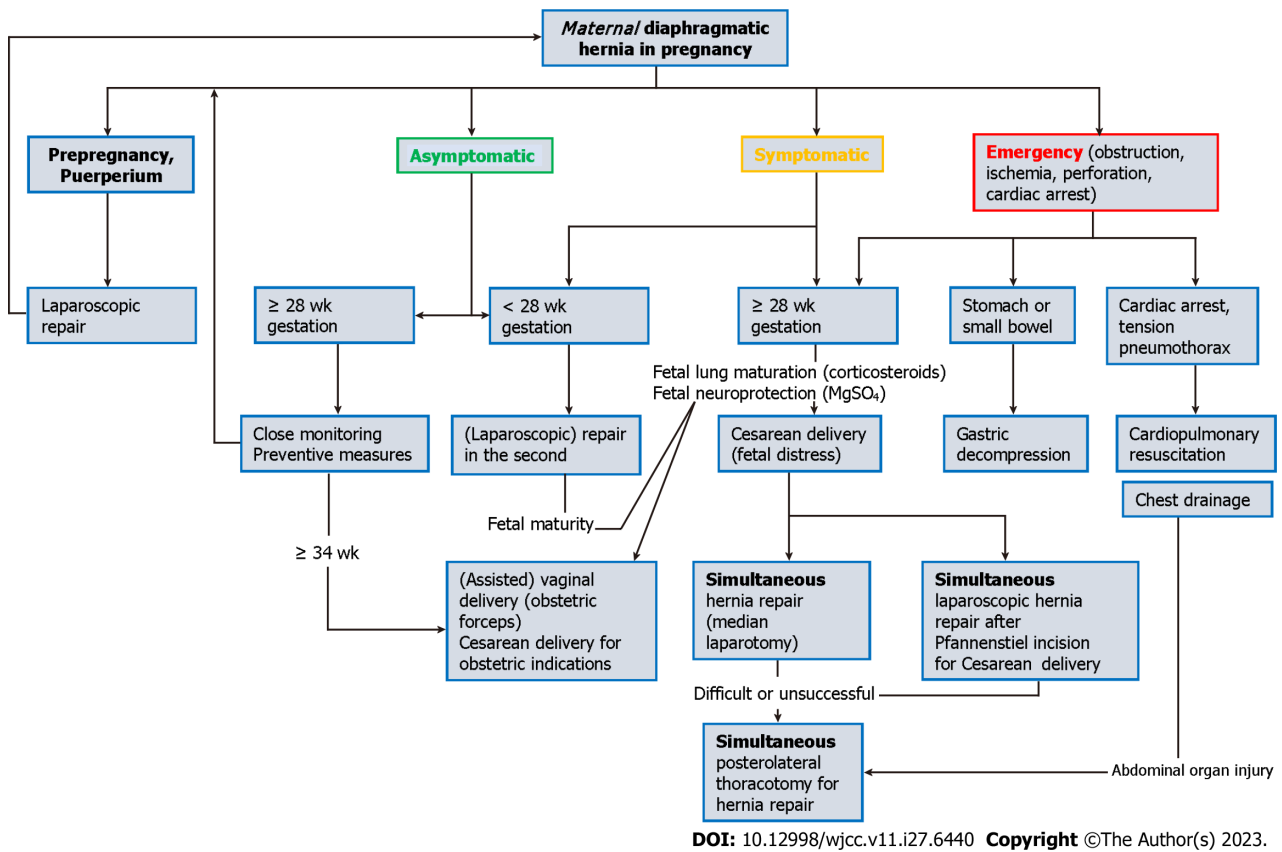 Maternal diaphragmatic
hernia in pregnancy
Prepregnancy,
Puerperium
Asymptomatic
Symptomatic
Emergency (obstruction,
ischemia, perforation,
cardiac arrest)
Laparoscopic
repair
≥ 28 wk
gestation
< 28 wk
gestation
≥ 28 wk
gestation
Stomach or
small bowel
Cardiac arrest,
tension
pneumothorax
Fetal lung maturation (corticosteroids)
Fetal neuroprotection (MgSO₄)
Close monitoring
Preventive measures
(Laparoscopic) repair
in the second
Cesarean delivery
(fetal distress)
Gastric
decompression
Cardiopulmonary
resuscitation
Chest drainage
Fetal maturity
≥ 34 wk
(Assisted) vaginal
delivery (obstetric
forceps)
Cesarean delivery for
obstetric indications
Simultaneous
hernia repair
(median
laparotomy)
Simultaneous
laparoscopic hernia
repair after
Pfannenstiel incision
for Cesarean delivery
Difficult or unsuccessful
Simultaneous
posterolateral
thoracotomy for
hernia repair
Abdominal organ injury
DOI: 10.12998/wjcc.v11.i27.6440 Copyright ©The Author(s) 2023.